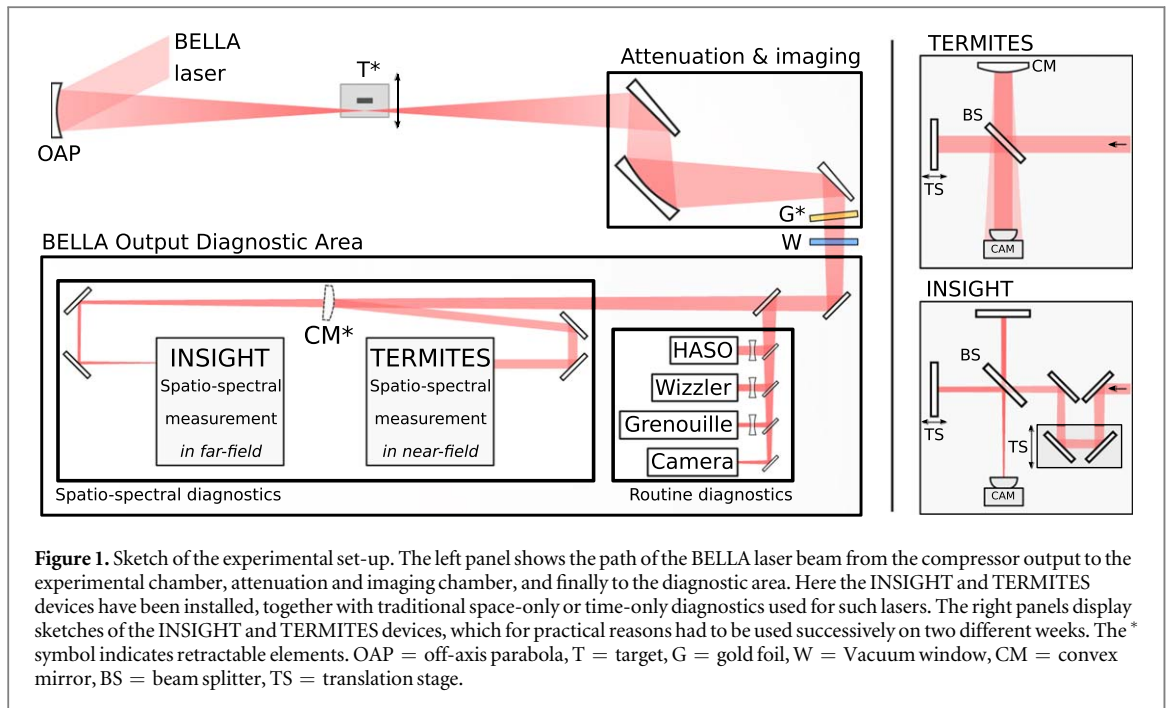 BELLA
laser
T*
OAP
Attenuation & imaging
G*
W
BELLA Output Diagnostic Area
CM*
INSIGHT
Spatio-spectral
measurement
in far-field
TERMITES
Spatio-spectral
measurement
in near-field
Spatio-spectral diagnostics
HASO
Wizzler
Grenouille
Camera
Routine diagnostics
TERMITES
CM
BS
TS
CAM
INSIGHT
BS
TS
TS
CAM
Figure 1. Sketch of the experimental set-up. The left panel shows the path of the BELLA laser beam from the compressor output to the
experimental chamber, attenuation and imaging chamber, and finally to the diagnostic area. Here the INSIGHT and TERMITES
devices have been installed, together with traditional space-only or time-only diagnostics used for such lasers. The right panels display
sketches of the INSIGHT and TERMITES devices, which for practical reasons had to be used successively on two different weeks. The *
symbol indicates retractable elements. OAP = off-axis parabola, T = target, G = gold foil, W = Vacuum window, CM = convex
mirror, BS = beam splitter, TS = translation stage.